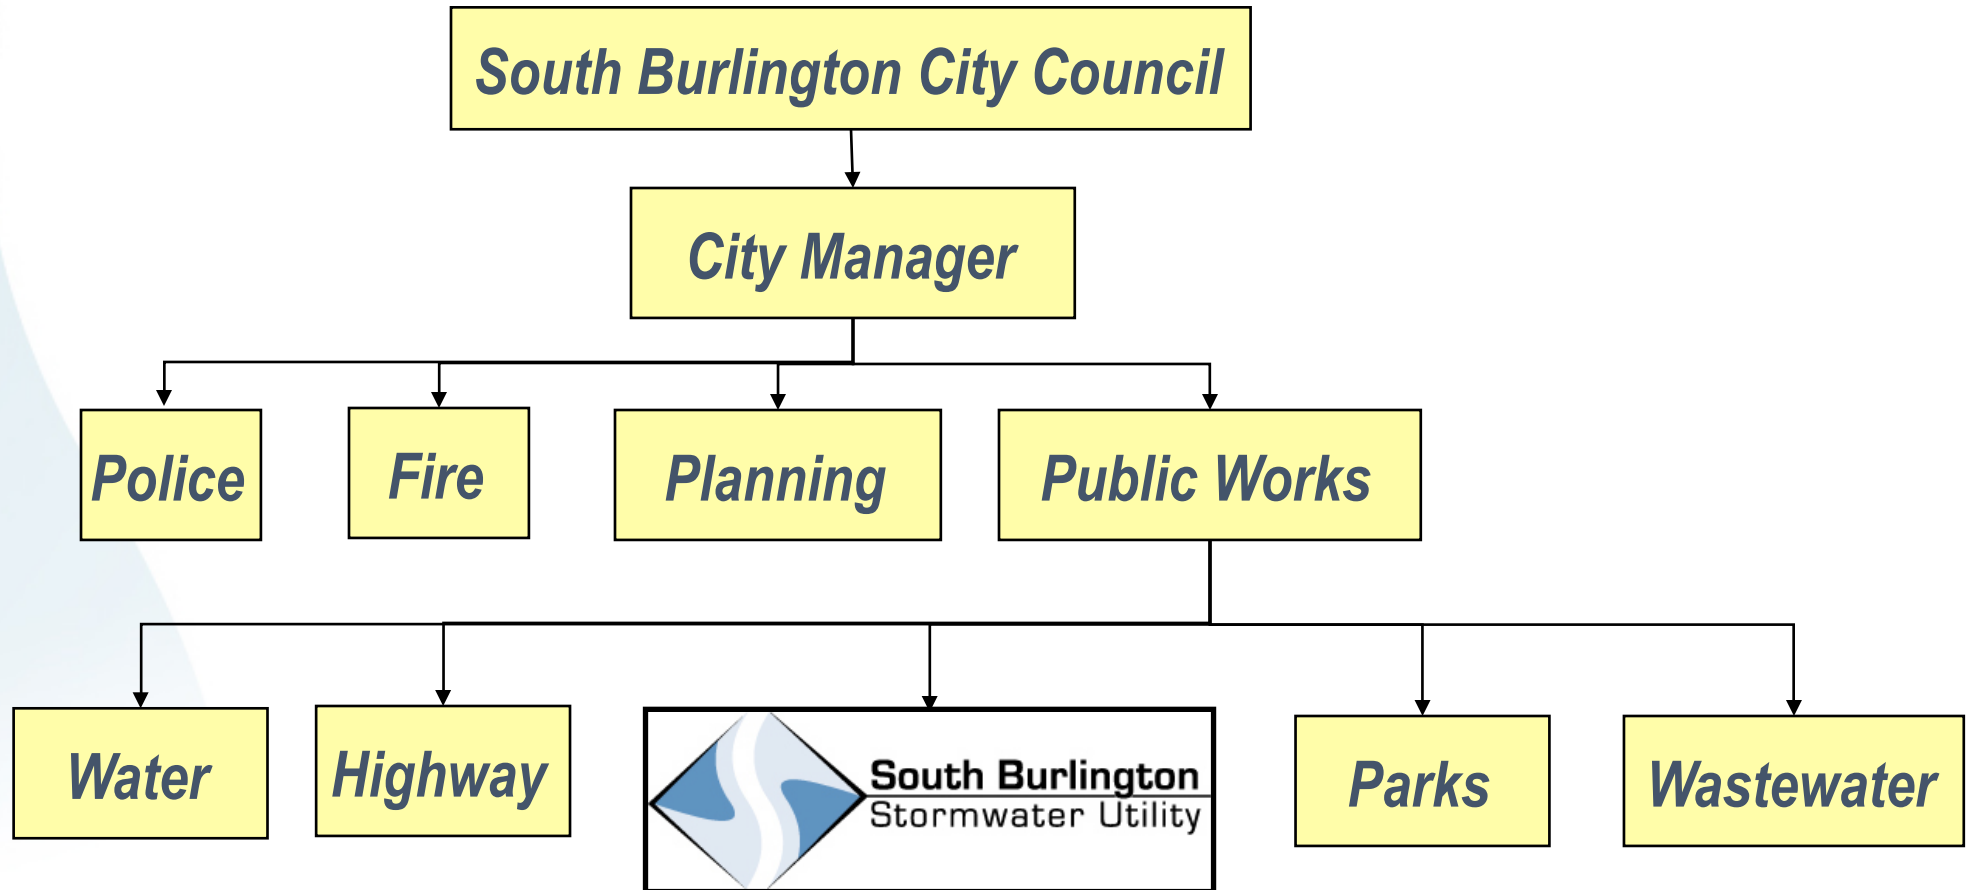 South Burlington City Council
City Manager
Police
Fire
Planning
Public Works
Water
Highway
South Burlington
Stormwater Utility
Parks
Wastewater